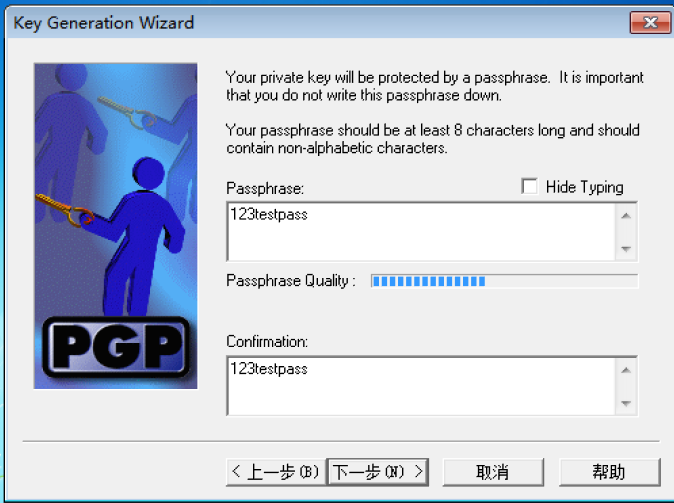 Key Generation Wizard
Your private key will be protected by a passphrase.  It is important
that you do not write this passphrase down.
Your passphrase should be at least 8 characters long and should
contain non-alphabetic characters.
Passphrase:
Hide Typing
123testpass
Passphrase Quality :
PGP
Confirmation:
123testpass
< 上一步(B) 下一步(N) > 取消 帮助